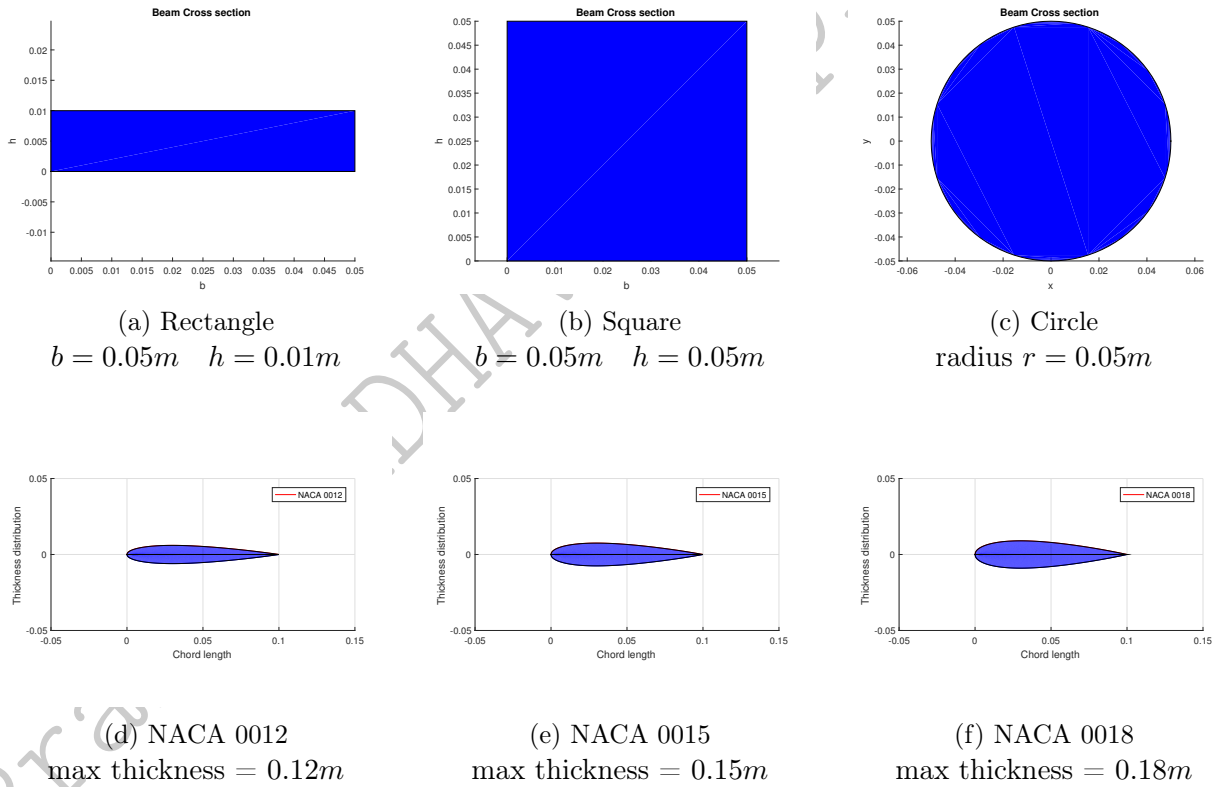 Beam Cross section
0.02
0.015
0.01
0.005
0
-0.005
-0.01
h
0 0.005 0.01 0.015 0.02 0.025 0.03 0.035 0.04 0.045 0.05
b
(a) Rectangle
b = 0.05m h = 0.01m
Beam Cross section
0.05
0.045
0.04
0.035
0.03
0.025
0.02
0.015
0.01
0.005
0
h
0 0.01 0.02 0.03 0.04 0.05
b
(b) Square
b = 0.05m h = 0.05m
Beam Cross section
0.05
0.04
0.03
0.02
0.01
0
-0.01
-0.02
-0.03
-0.04
-0.05
y
-0.06 -0.04 -0.02 0 0.02 0.04 0.06
x
(c) Circle
radius r = 0.05m
0.05
0
-0.05
Thickness distribution
NACA 0012
-0.05 0 0.05 0.1 0.15
Chord length
(d) NACA 0012
max thickness = 0.12m
0.05
0
-0.05
Thickness distribution
NACA 0015
-0.05 0 0.05 0.1 0.15
Chord length
(e) NACA 0015
max thickness = 0.15m
0.05
0
-0.05
Thickness distribution
NACA 0018
-0.05 0 0.05 0.1 0.15
Chord length
(f) NACA 0018
max thickness = 0.18m